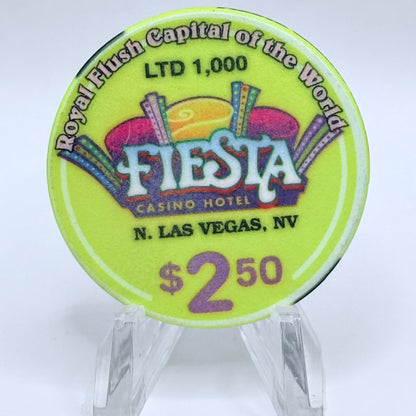 Royal Flush Capital of the World
LTD 1,000
FIESTA
CASINO HOTEL
N. LAS VEGAS, NV
$2.50